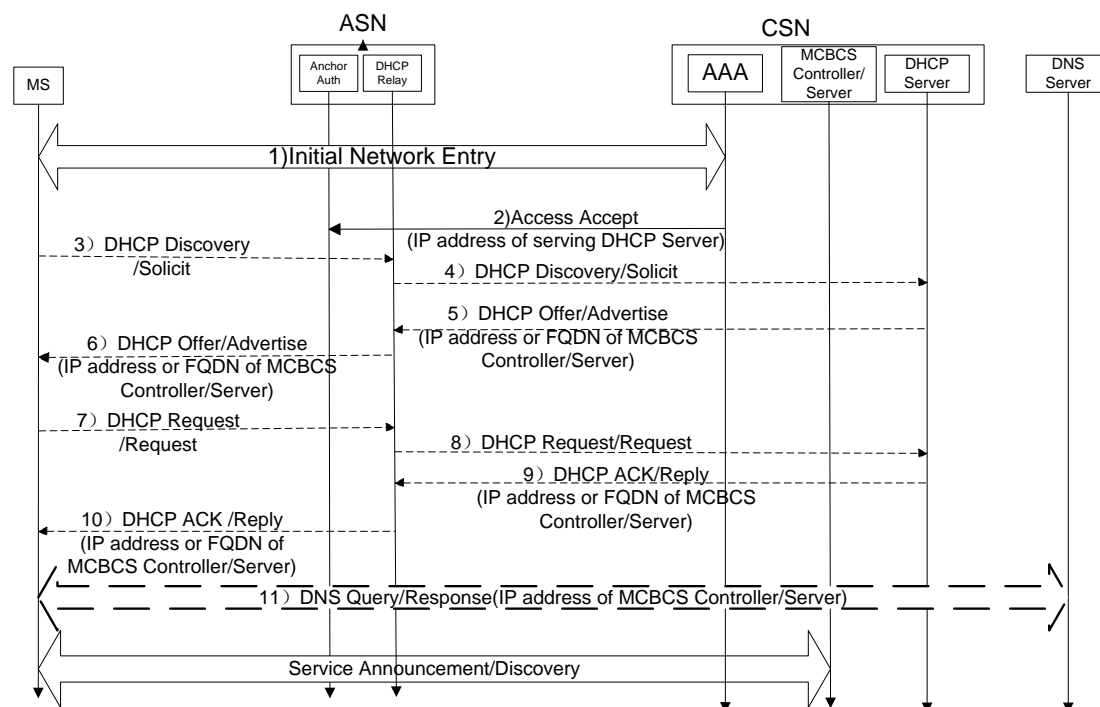 ASN
CSN
MS
Anchor
Auth
DHCP
Relay
AAA
MCBCS
Controller/
Server
DHCP
Server
DNS
Server
1)Initial Network Entry
2)Access Accept
(IP address of serving DHCP Server)
3）DHCP Discovery
/Solicit
4）DHCP Discovery/Solicit
5）DHCP Offer/Advertise
(IP address or FQDN of MCBCS
Controller/Server)
6）DHCP Offer/Advertise
(IP address or FQDN of MCBCS
Controller/Server)
7）DHCP Request
/Request
8）DHCP Request/Request
9）DHCP ACK/Reply
(IP address or FQDN of MCBCS
Controller/Server)
10）DHCP ACK /Reply
(IP address or FQDN of
MCBCS Controller/Server)
11）DNS Query/Response(IP address of MCBCS Controller/Server)
Service Announcement/Discovery